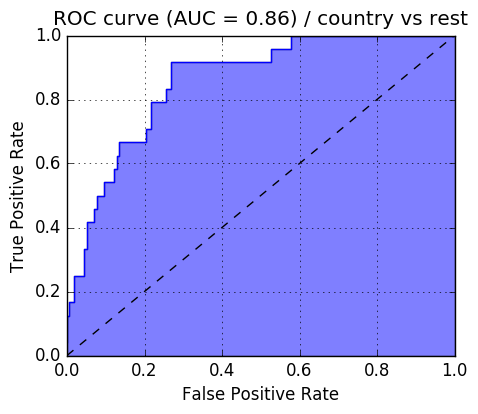 ROC curve (AUC = 0.86) / country vs rest
1.0
0.8
0.6
0.4
0.2
0.0
True Positive Rate
0.0 0.2 0.4 0.6 0.8 1.0
False Positive Rate